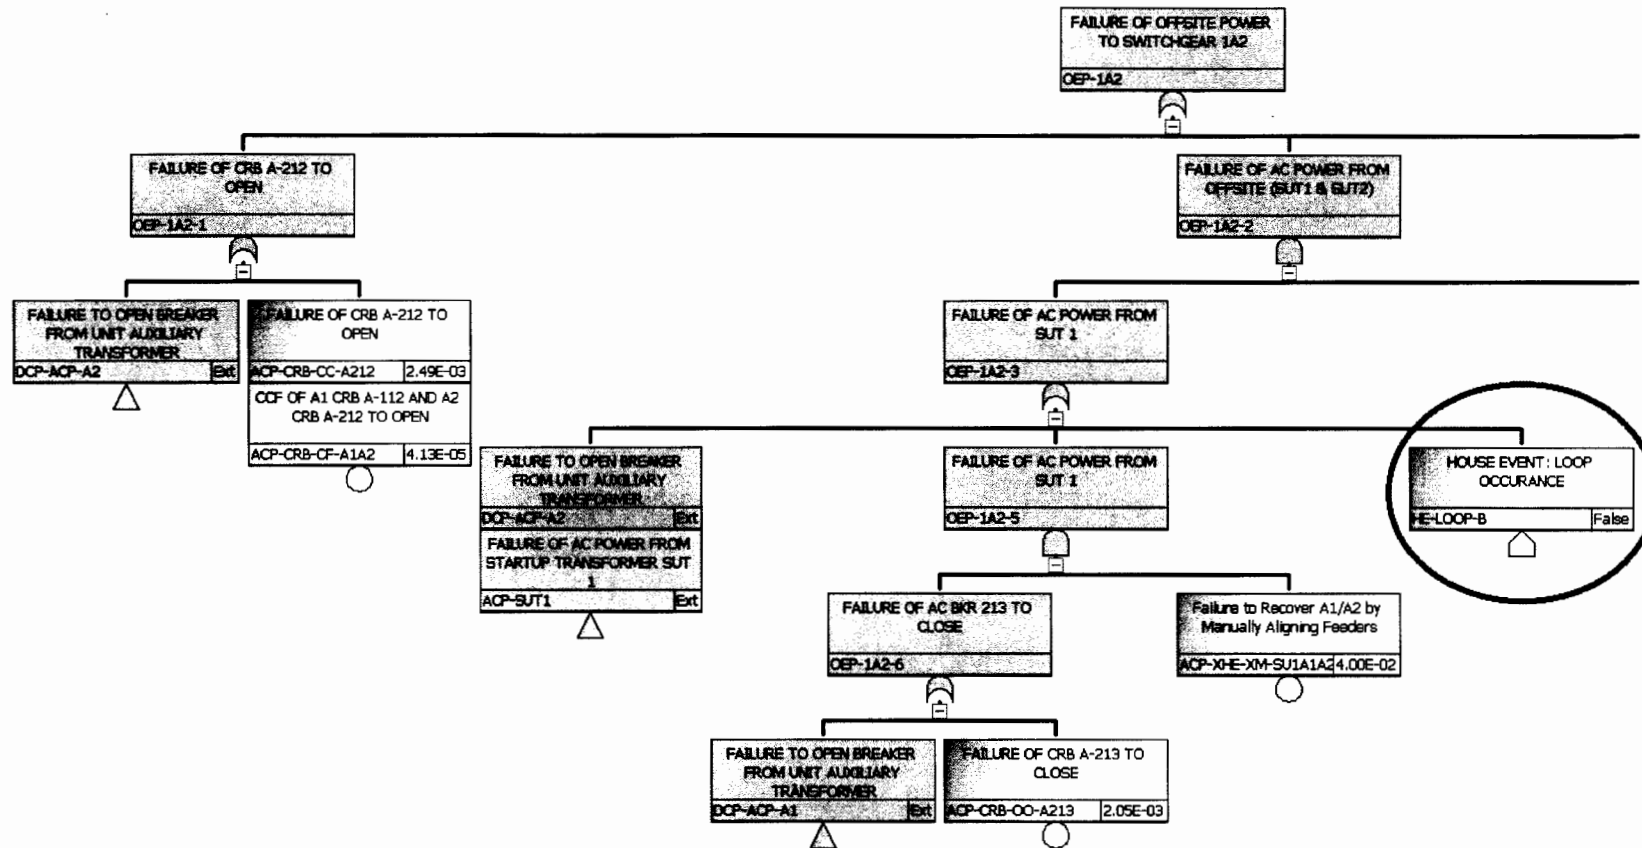 FAILURE OF OFFSITE POWER
TO SWITCHGEAR 1A2
OEP-1A2
FAILURE OF CRB A-212 TO
OPEN
OEP-1A2-1
FAILURE OF AC POWER FROM
OFFSITE (SUT1 & SUT2)
OEP-1A2-2
FAILURE TO OPEN BREAKER
FROM UNIT AUXILIARY
TRANSFORMER
DCP-ACP-A2 Ext
FAILURE OF CRB A-212 TO
OPEN
ACP-CRB-CC-A212 2.49E-03
CCF OF A1 CRB A-112 AND A2
CRB A-212 TO OPEN
ACP-CRB-CF-A1A2 4.13E-05
FAILURE OF AC POWER FROM
SUT 1
OEP-1A2-3
FAILURE TO OPEN BREAKER
FROM UNIT AUXILIARY
TRANSFORMER
DCP-ACP-A2 Ext
FAILURE OF AC POWER FROM
STARTUP TRANSFORMER SUT
1
ACP-SUT1 Ext
FAILURE OF AC POWER FROM
SUT 1
OEP-1A2-5
HOUSE EVENT: LOOP
OCCURANCE
HE-LOOP-B False
FAILURE OF AC BKR 213 TO
CLOSE
OEP-1A2-6
Failure to Recover A1/A2 by
Manually Aligning Feeders
ACP-XHE-XM-SU1A1A2 4.00E-02
FAILURE TO OPEN BREAKER
FROM UNIT AUXILIARY
TRANSFORMER
DCP-ACP-A1 Ext
FAILURE OF CRB A-213 TO
CLOSE
ACP-CRB-OO-A213 2.05E-03